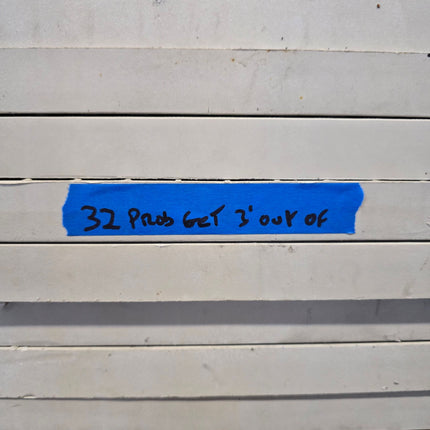 32 PROB GET 3' OUT OF